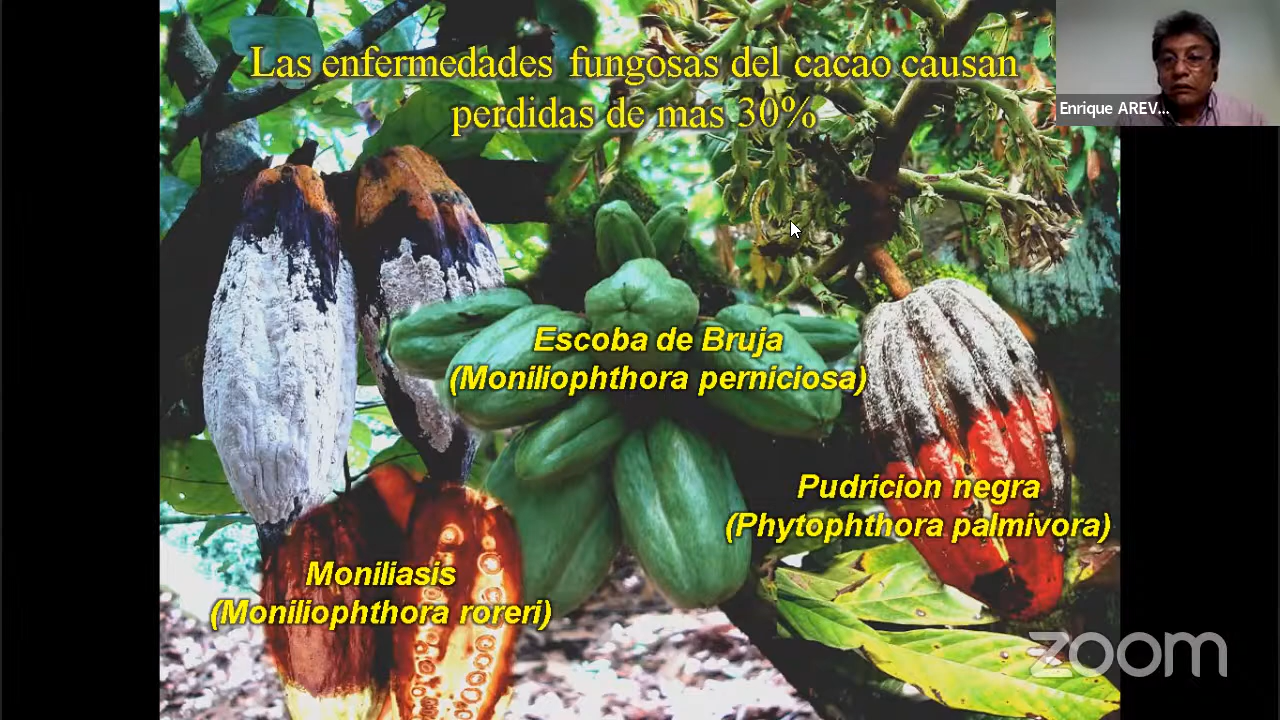 Las enfermedades fungosas del cacao causan
perdidas de mas 30%
Enrique AREV...
Escoba de Bruja
(Moniliophthora perniciosa)
Pudricion negra
(Phytophthora palmivora)
Moniliasis
(Moniliophthora roreri)
zoom